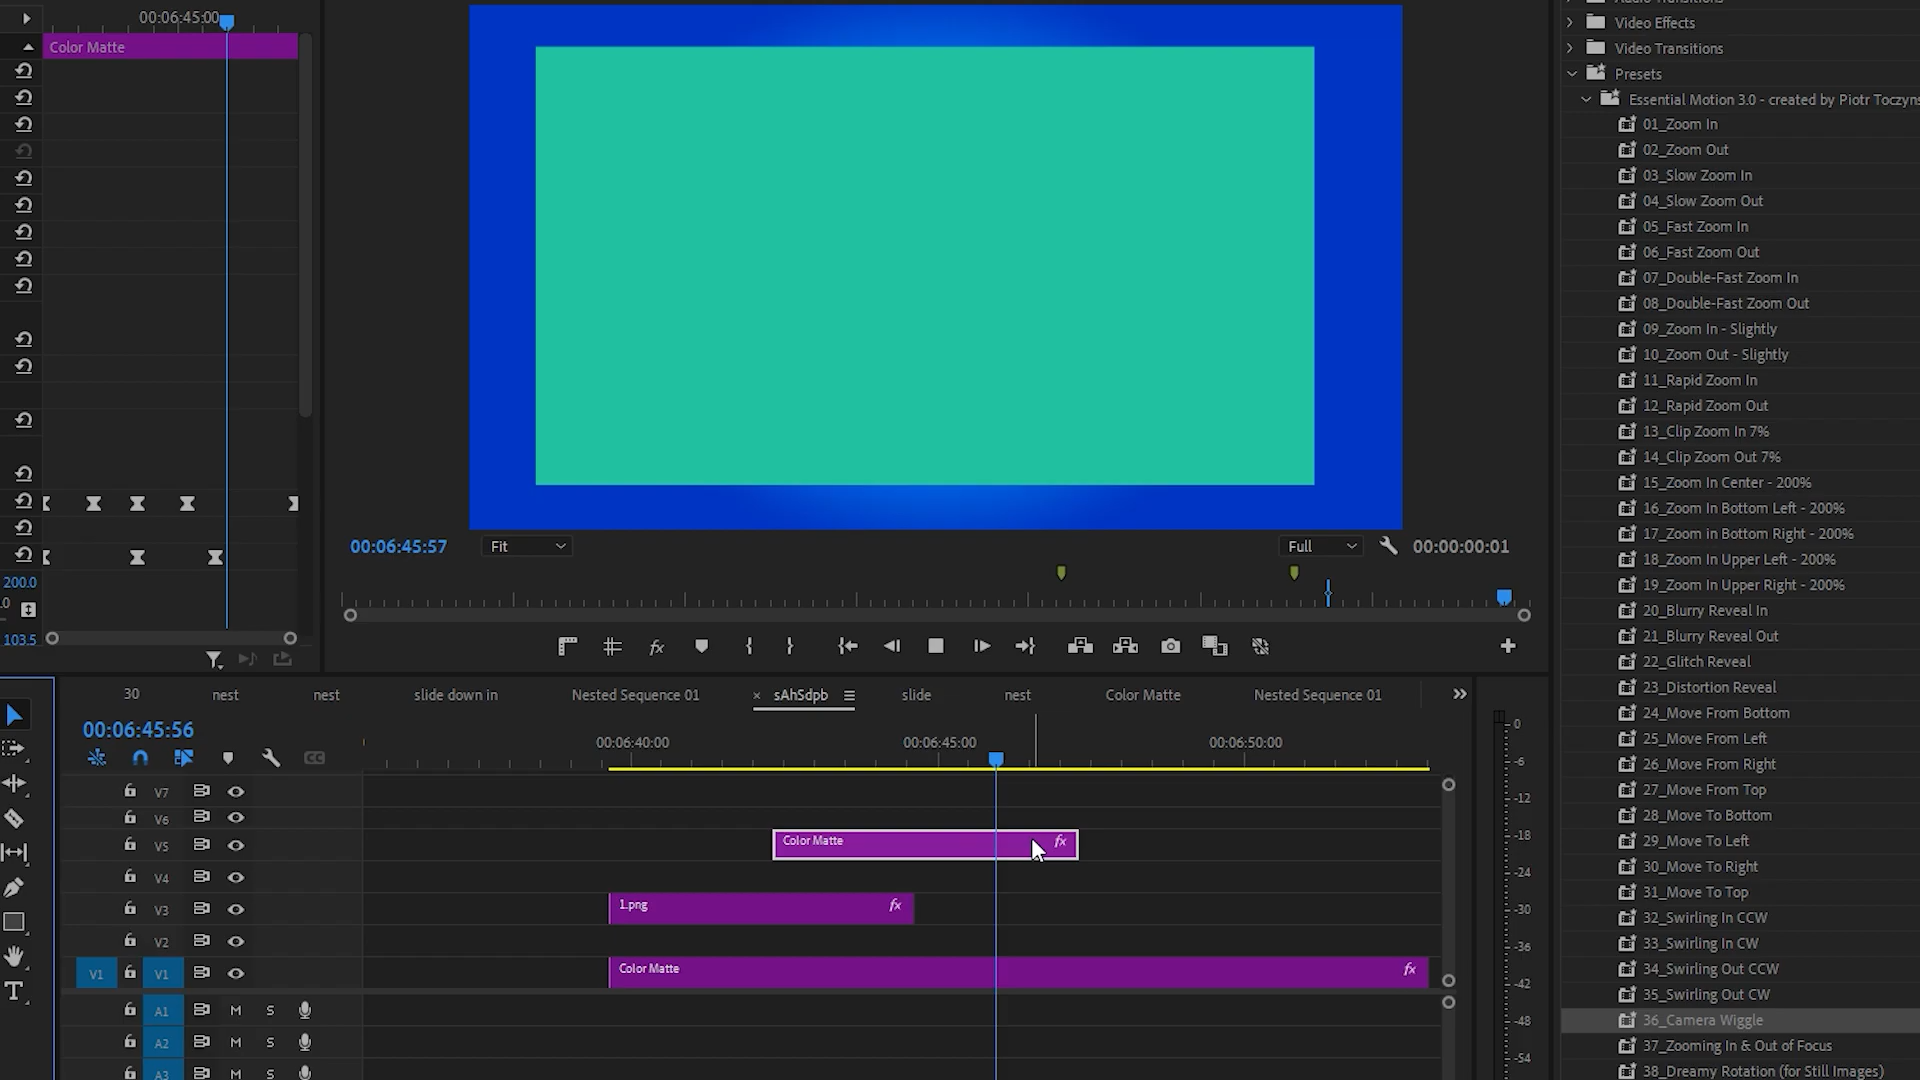 00:06:45:00
Color Matte
200.0
.0
103.5
00:06:45:57
Fit
Full
00:00:00:01
fx
30
nest
nest
slide down in
Nested Sequence 01
× sAhSdpb
slide
nest
Color Matte
Nested Sequence 01
00:06:45:56
CC
00:06:40:00
00:06:45:00
00:06:50:00
V7
V6
V5
Color Matte
fx
V4
V3
1.png
fx
V2
V1
V1
Color Matte
fx
A1
M
S
A2
M
S
A3
M
S
T
0
-6
-12
-18
-24
-30
-36
-42
-48
-54
Video Effects
Video Transitions
Presets
Essential Motion 3.0 - created by Piotr Toczyns
01_Zoom In
02_Zoom Out
03_Slow Zoom In
04_Slow Zoom Out
05_Fast Zoom In
06_Fast Zoom Out
07_Double-Fast Zoom In
08_Double-Fast Zoom Out
09_Zoom In - Slightly
10_Zoom Out - Slightly
11_Rapid Zoom In
12_Rapid Zoom Out
13_Clip Zoom In 7%
14_Clip Zoom Out 7%
15_Zoom In Center - 200%
16_Zoom In Bottom Left - 200%
17_Zoom in Bottom Right - 200%
18_Zoom In Upper Left - 200%
19_Zoom In Upper Right - 200%
20_Blurry Reveal In
21_Blurry Reveal Out
22_Glitch Reveal
23_Distortion Reveal
24_Move From Bottom
25_Move From Left
26_Move From Right
27_Move From Top
28_Move To Bottom
29_Move To Left
30_Move To Right
31_Move To Top
32_Swirling In CCW
33_Swirling In CW
34_Swirling Out CCW
35_Swirling Out CW
36_Camera Wiggle
37_Zooming In & Out of Focus
38_Dreamy Rotation (for Still Images)